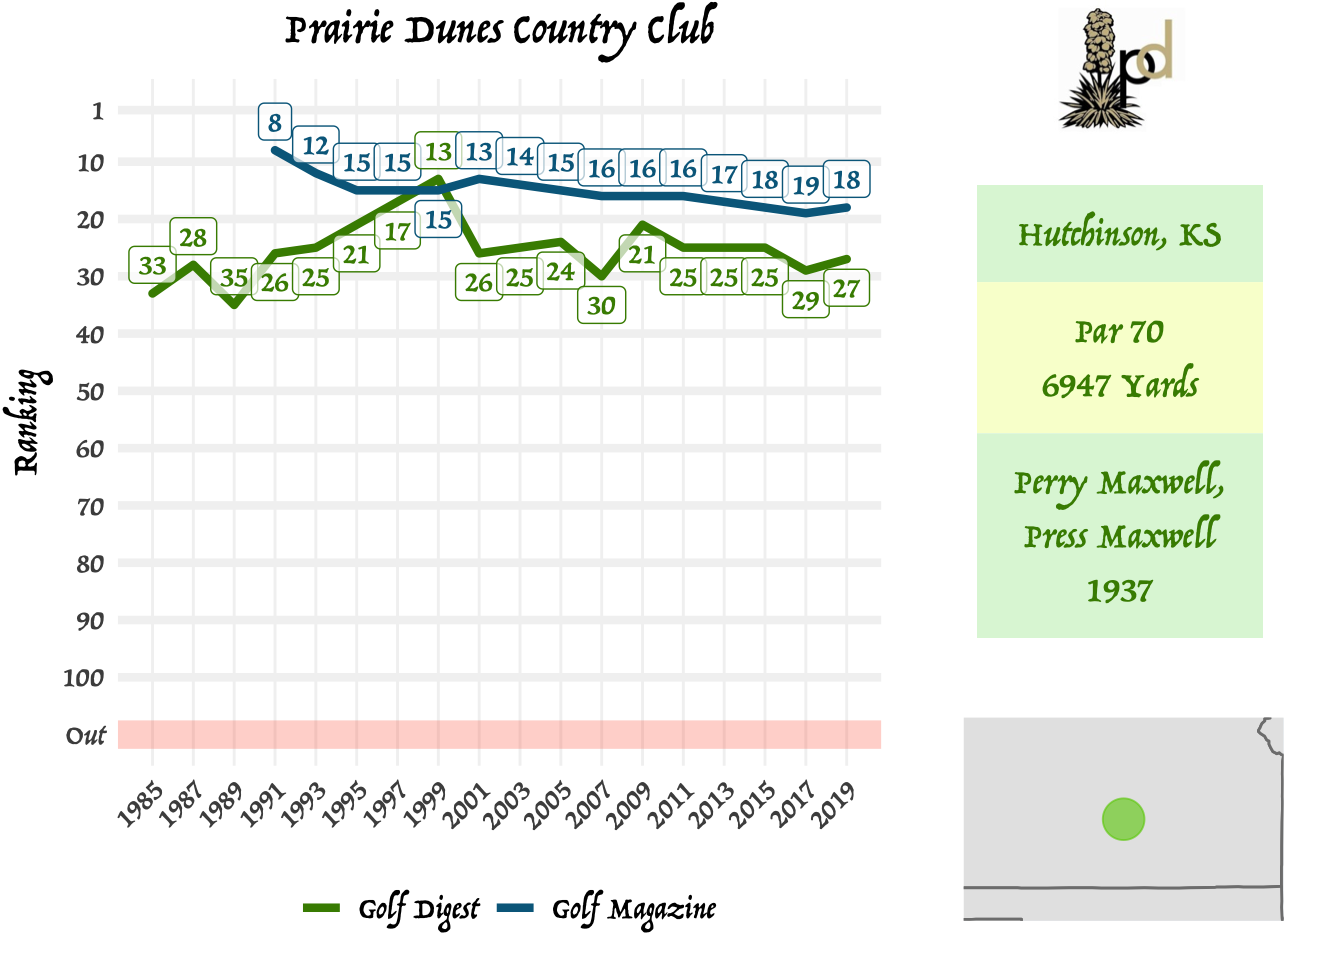 Prairie Dunes Country Club
pd
Ranking
1
10
20
30
40
50
60
70
80
90
100
Out
8 12 15 15 15 13 14 15 16 16 16 17 18 19 18
33 28 35 26 25 21 17 13 26 25 24 30 21 25 25 25 29 27
1985 1987 1989 1991 1993 1995 1997 1999 2001 2003 2005 2007 2009 2011 2013 2015 2017 2019
Golf Digest Golf Magazine
Hutchinson, KS
Par 70
6947 Yards
Perry Maxwell,
Press Maxwell
1937